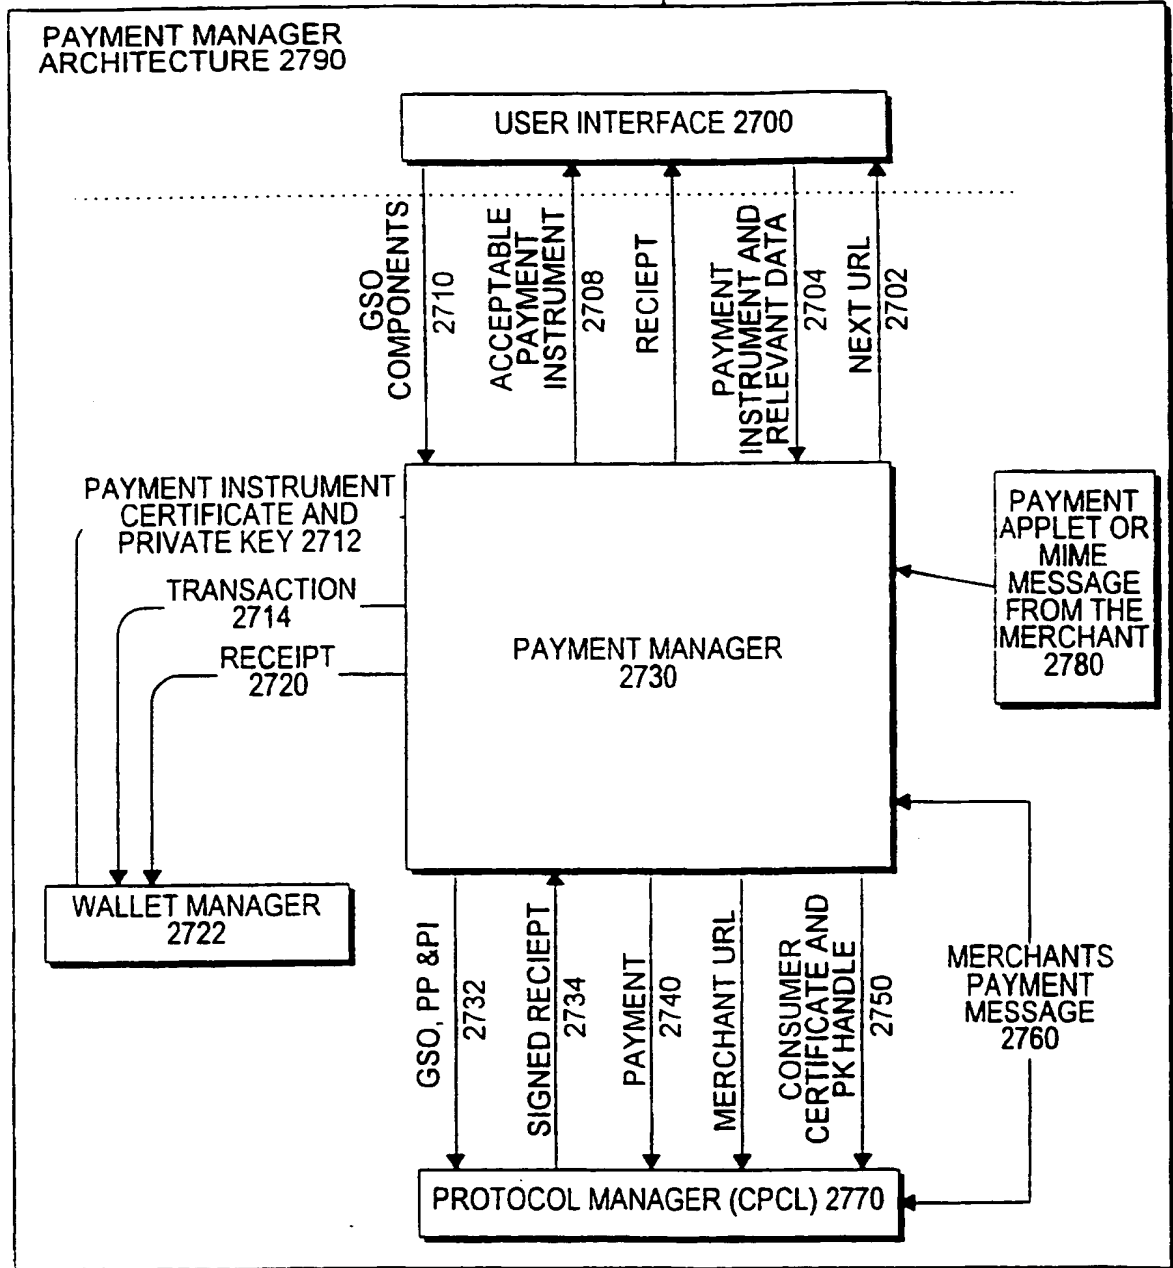 PAYMENT MANAGER
ARCHITECTURE 2790
USER INTERFACE 2700
GSO
COMPONENTS
2710
ACCEPTABLE
PAYMENT
INSTRUMENT
2708
RECIEPT
PAYMENT
INSTRUMENT AND
RELEVANT DATA
2704
NEXT URL
2702
PAYMENT INSTRUMENT
CERTIFICATE AND
PRIVATE KEY 2712
TRANSACTION
2714
RECEIPT
2720
PAYMENT MANAGER
2730
PAYMENT
APPLET OR
MIME
MESSAGE
FROM THE
MERCHANT
2780
WALLET MANAGER
2722
GSO, PP &PI
2732
SIGNED RECIEPT
2734
PAYMENT
2740
MERCHANT URL
CONSUMER
CERTIFICATE AND
PK HANDLE
2750
MERCHANTS
PAYMENT
MESSAGE
2760
PROTOCOL MANAGER (CPCL) 2770